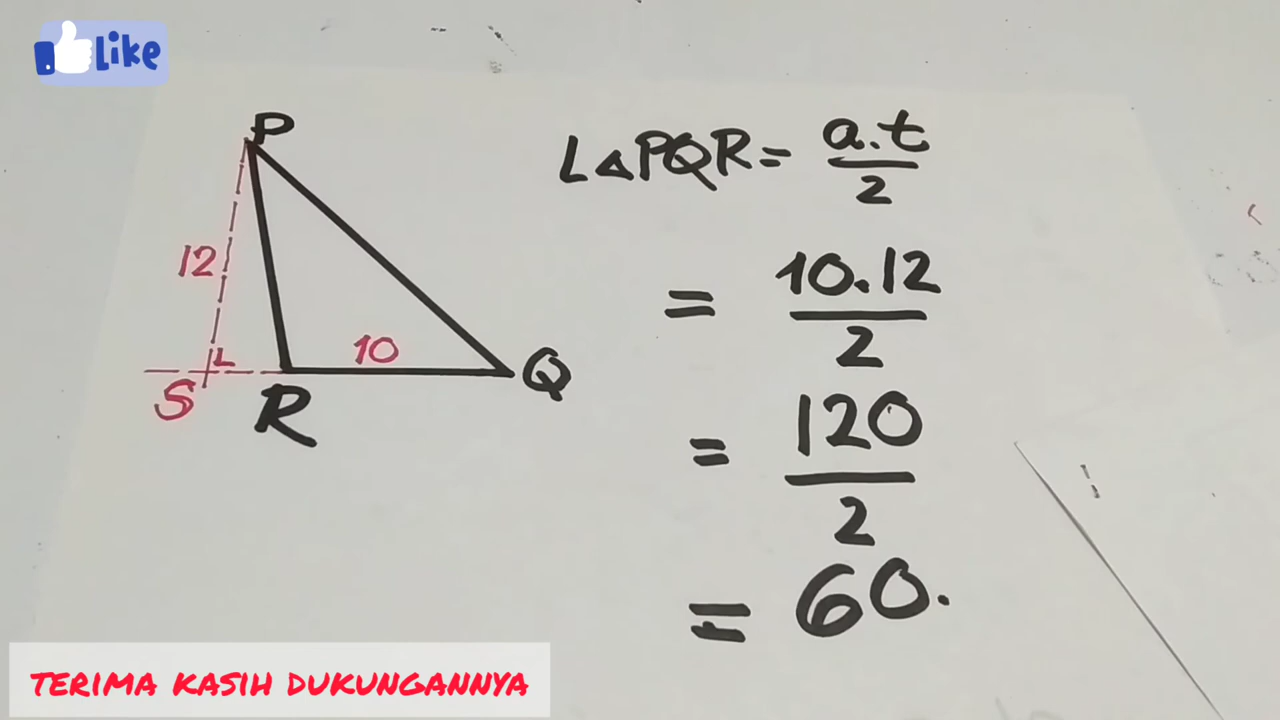 Like
P
12
10
S
R
Q
L△PQR = a.t/2
= 10.12/2
= 120/2
= 60.
TERIMA KASIH DUKUNGANNYA